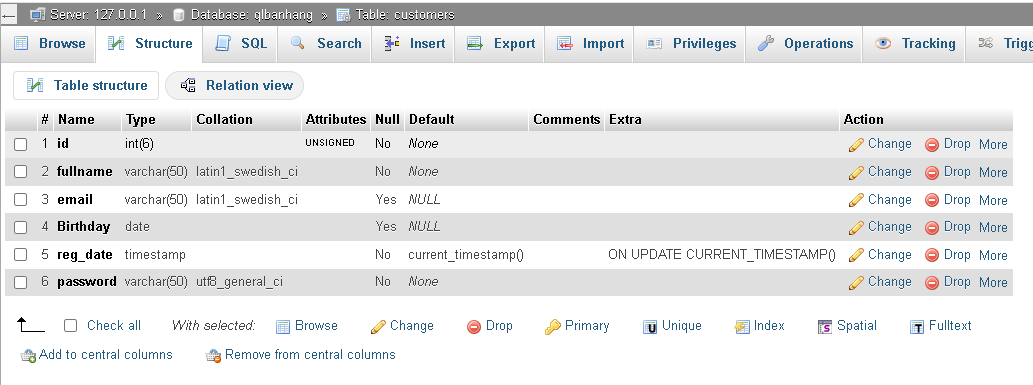 Server: 127.0.0.1 » Database: qlbanhang » Table: customers
Browse Structure SQL Search Insert Export Import Privileges Operations Tracking Trigg
Table structure Relation view
# Name Type Collation Attributes Null Default Comments Extra Action
1 id int(6) UNSIGNED No None Change Drop More
2 fullname varchar(50) latin1_swedish_ci No None Change Drop More
3 email varchar(50) latin1_swedish_ci Yes NULL Change Drop More
4 Birthday date Yes NULL Change Drop More
5 reg_date timestamp No current_timestamp() ON UPDATE CURRENT_TIMESTAMP() Change Drop More
6 password varchar(50) utf8_general_ci No None Change Drop More
Check all With selected: Browse Change Drop Primary Unique Index Spatial Fulltext
Add to central columns Remove from central columns